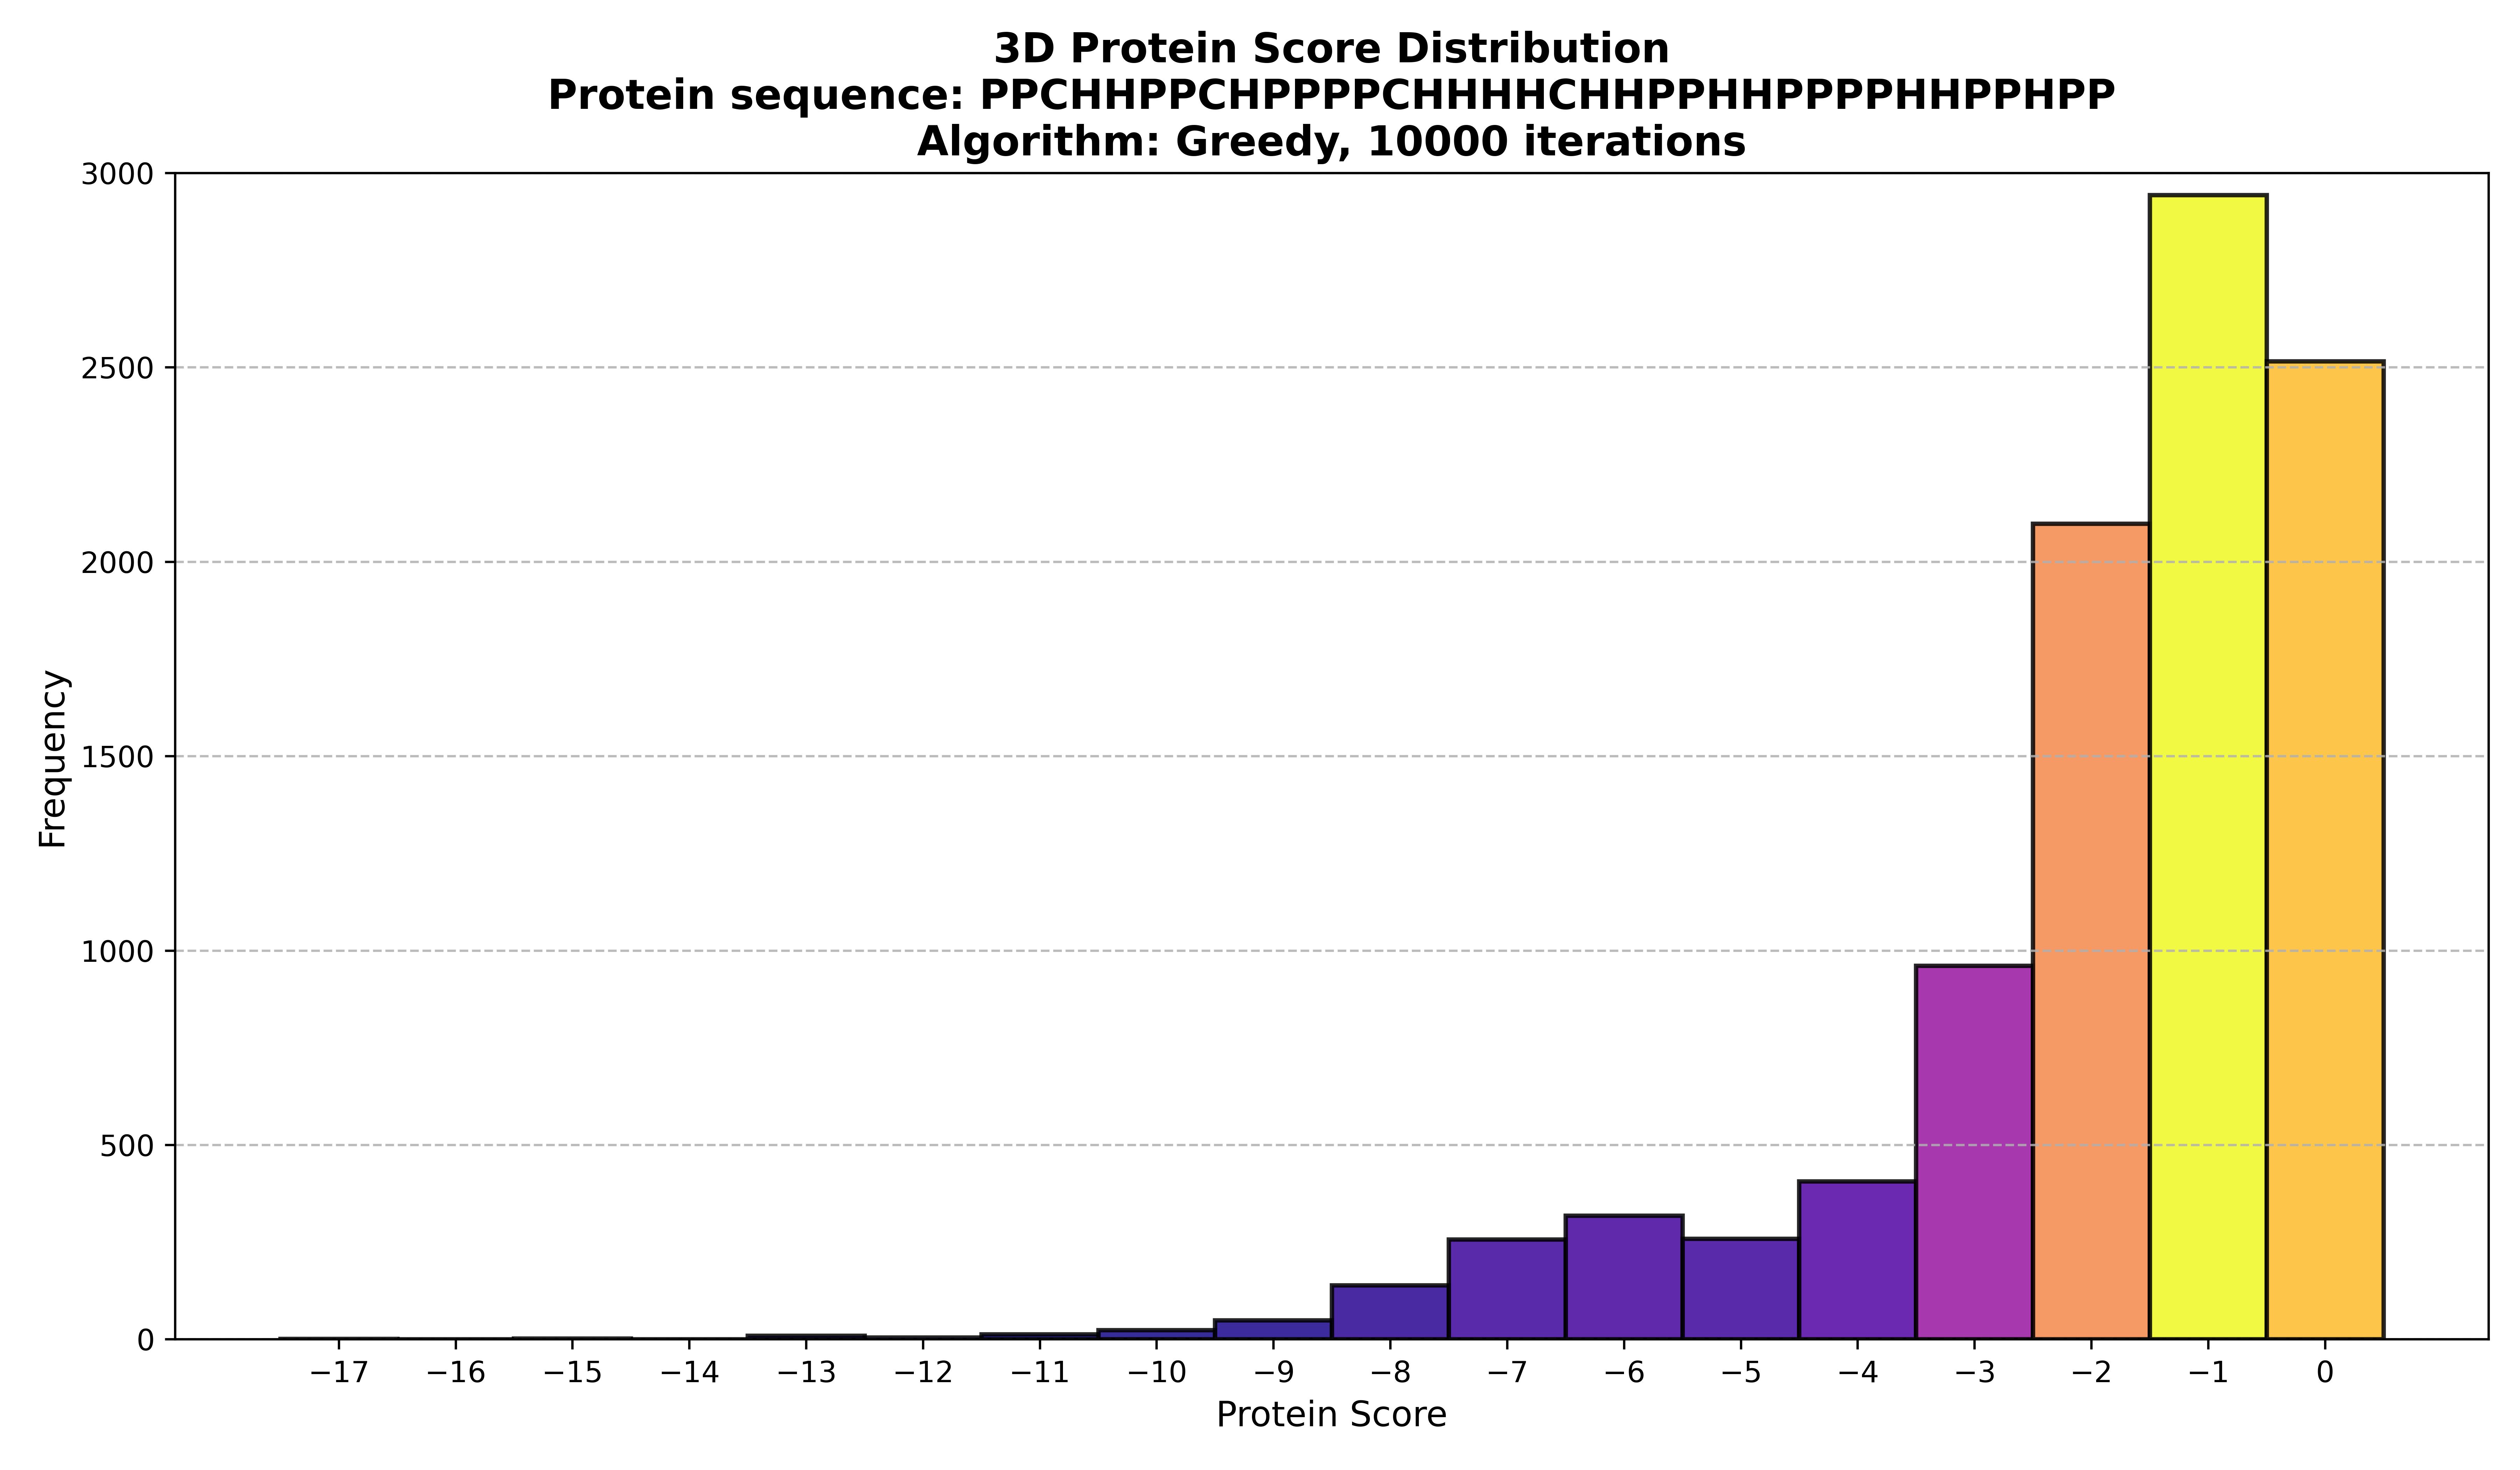 3D Protein Score Distribution
Protein sequence: PPCHHPPCHPPPPCHHHHCHHPPHHPPPPHHPPHPP
Algorithm: Greedy, 10000 iterations
3000
2500
2000
1500
1000
500
0
Frequency
−17 −16 −15 −14 −13 −12 −11 −10 −9 −8 −7 −6 −5 −4 −3 −2 −1 0
Protein Score